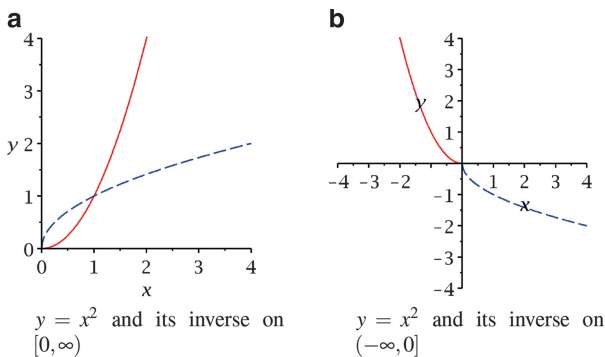 a
4
3
y 2
1
0
0 1 2 3 4
x
y = x² and its inverse on
[0,∞)
b
4
3
y 2
1
-4 -3 -2 1 2 3 4
-1
x
-2
-3
-4
y = x² and its inverse on
(−∞,0]